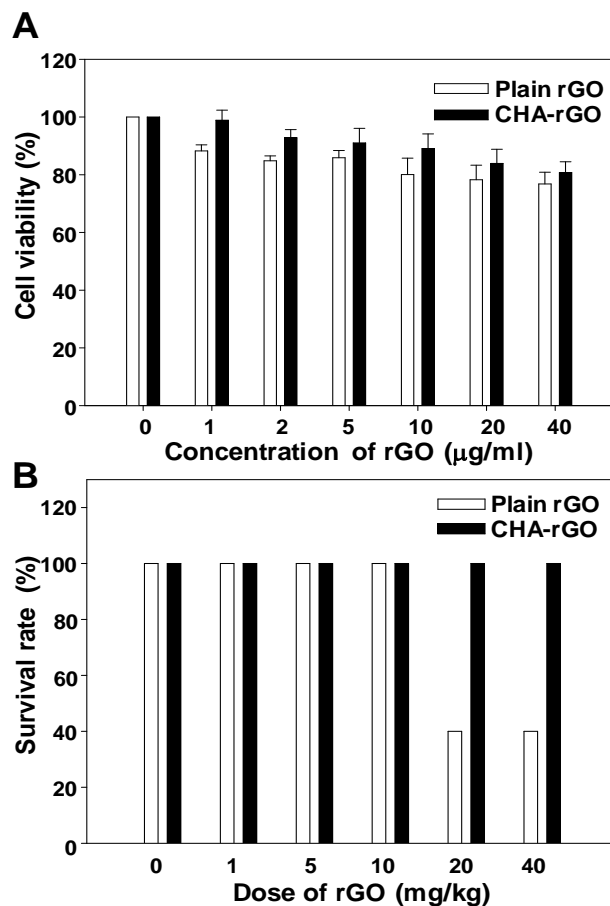 A
Plain rGO
CHA-rGO
Cell viability (%)
120
100
80
60
40
20
0
0 1 2 5 10 20 40
Concentration of rGO (μg/ml)
B
Plain rGO
CHA-rGO
Survival rate (%)
120
100
80
60
40
20
0
0 1 5 10 20 40
Dose of rGO (mg/kg)